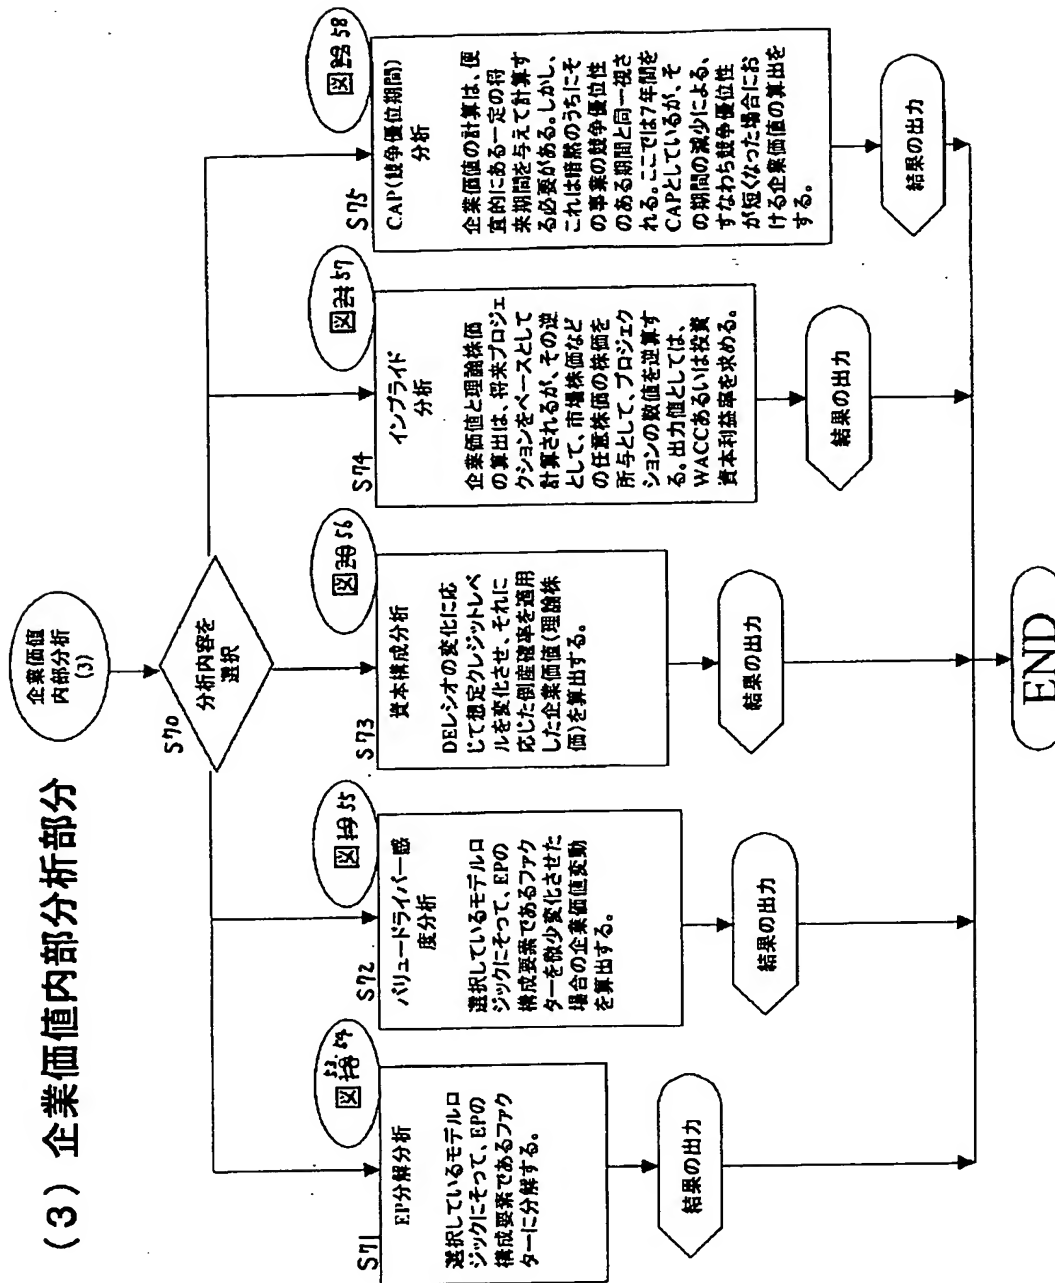 (3) 企業価値内部分析部分
企業価値
内部分析
(3)
S70
分析内容を
選択
53.54
図
S71
EP分解分析
選択しているモデルロ
ジックにそって、EPの
構成要素であるファク
ターに分解する。
結果の出力
図19 55
S72
バリュードライバー感
度分析
選択しているモデルロ
ジックにそって、EPの
構成要素であるファク
ターを微少変化させた
場合の企業価値変動
を算出する。
結果の出力
図20 56
S73
資本構成分析
DEレシオの変化に応
じて想定クレジットレベ
ルを変化させ、それに
応じた倒産確率を適用
した企業価値(理論株
価)を算出する。
結果の出力
図21 57
S74
インプライド
分析
企業価値と理論株価
の算出は、将来プロジェ
クションをベースとして
計算されるが、その逆
として、市場株価など
の任意株価の株価を
所与として、プロジェク
ションの数値を逆算す
る。出力値としては、
WACCあるいは投資
資本利益率を求める。
結果の出力
図22 58
S75
CAP(競争優位期間)
分析
企業価値の計算は、便
宜的にある一定の将
来期間を与えて計算す
る必要がある。しかし、
これは暗黙のうちにそ
の事業の競争優位性
のある期間と同一視さ
れる。ここでは7年間を
CAPとしているが、そ
の期間の減少による、
すなわち競争優位性
が短くなった場合にお
ける企業価値の算出を
する。
結果の出力
END